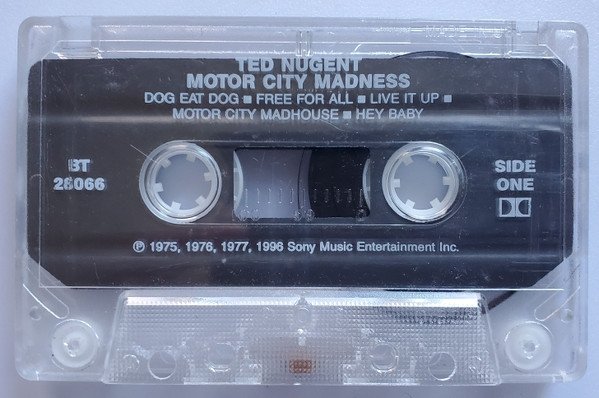 TED NUGENT
MOTOR CITY MADNESS
DOG EAT DOG ■ FREE FOR ALL ■ LIVE IT UP ■
MOTOR CITY MADHOUSE ■ HEY BABY
BT
26066
SIDE
ONE
℗ 1975, 1976, 1977, 1996 Sony Music Entertainment Inc.